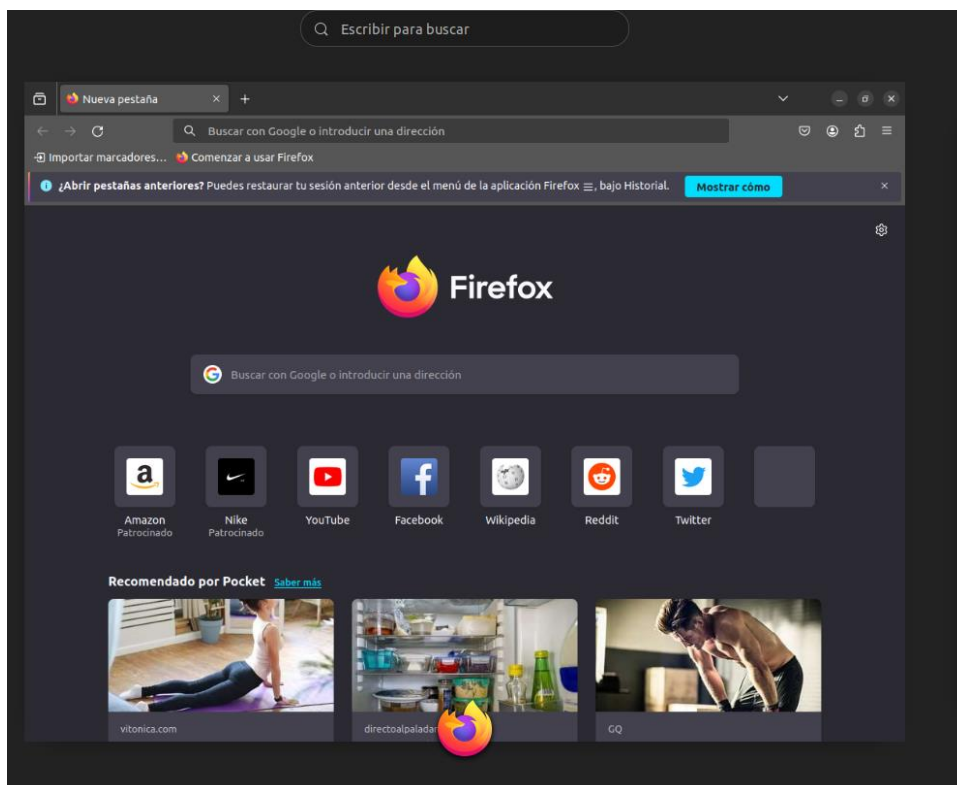 Escribir para buscar
Nueva pestaña
Buscar con Google o introducir una dirección
Importar marcadores... Comenzar a usar Firefox
¿Abrir pestañas anteriores? Puedes restaurar tu sesión anterior desde el menú de la aplicación Firefox ☰, bajo Historial. Mostrar cómo
Firefox
Buscar con Google o introducir una dirección
Amazon Nike YouTube Facebook Wikipedia Reddit Twitter
Patrocinado Patrocinado
Recomendado por Pocket Saber más
vitonica.com GQ